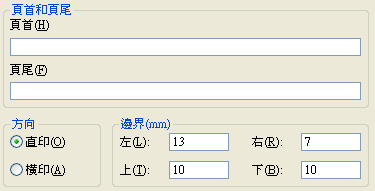 頁首和頁尾
頁首(H)
頁尾(F)
方向
直印(O)
橫印(A)
邊界(mm)
左(L): 13 右(R): 7
上(T): 10 下(B): 10